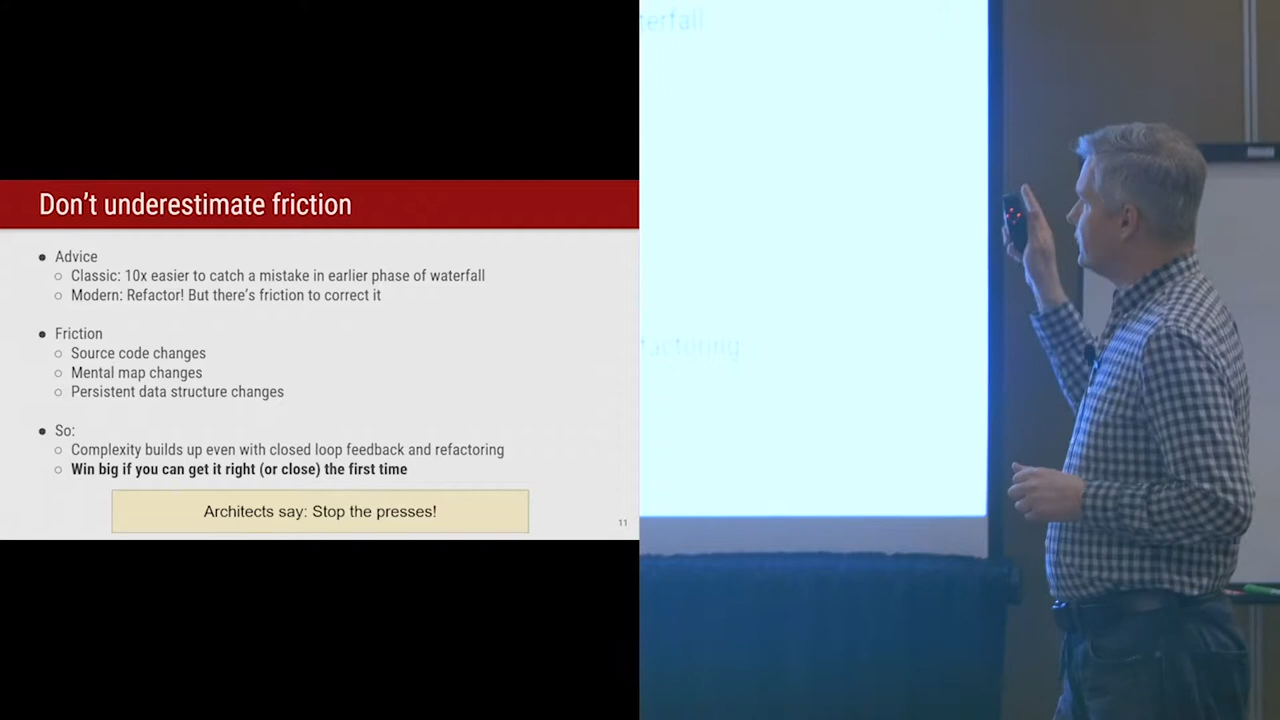 Don't underestimate friction
● Advice
○ Classic: 10x easier to catch a mistake in earlier phase of waterfall
○ Modern: Refactor! But there's friction to correct it
● Friction
○ Source code changes
○ Mental map changes
○ Persistent data structure changes
● So:
○ Complexity builds up even with closed loop feedback and refactoring
○ Win big if you can get it right (or close) the first time
Architects say: Stop the presses!
11
terfall
factoring